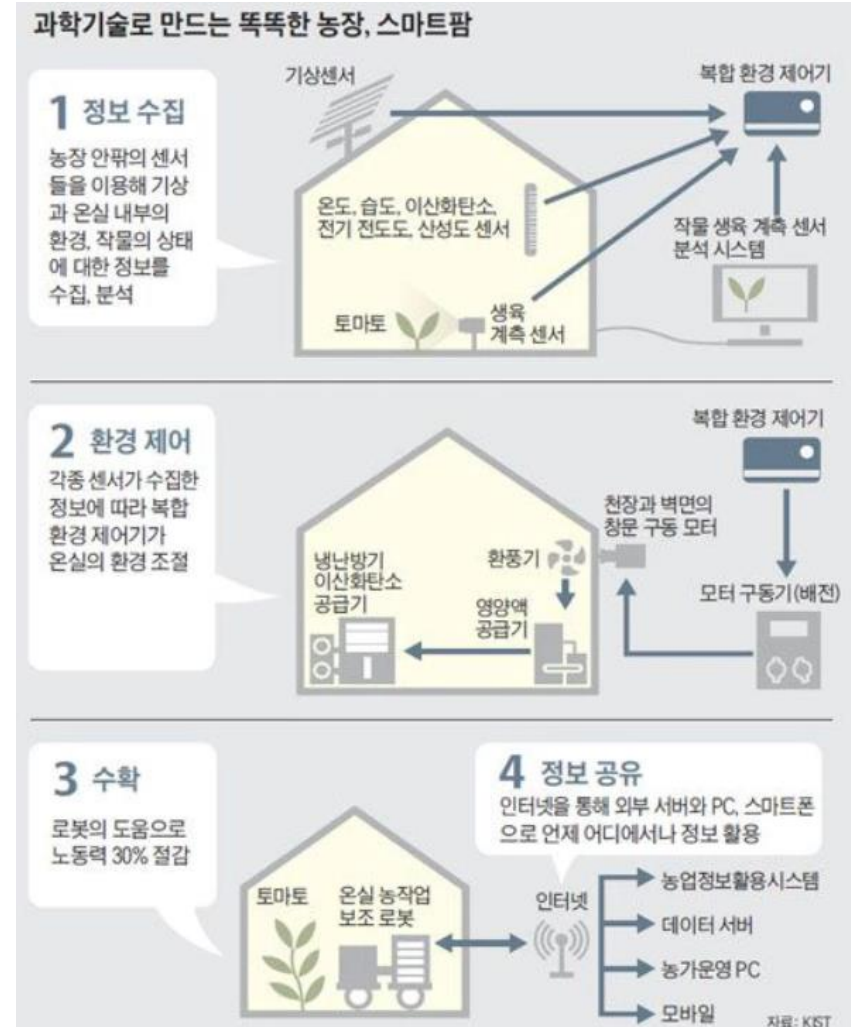 과학기술로 만드는 똑똑한 농장, 스마트팜
1 정보 수집
농장 안팎의 센서
들을 이용해 기상
과 온실 내부의
환경, 작물의 상태
에 대한 정보를
수집, 분석
기상센서
복합 환경 제어기
온도, 습도, 이산화탄소,
전기 전도도, 산성도 센서
작물 생육 계측 센서
분석 시스템
토마토
생육
계측 센서
2 환경 제어
각종 센서가 수집한
정보에 따라 복합
환경 제어기가
온실의 환경 조절
복합 환경 제어기
천장과 벽면의
창문 구동 모터
환풍기
냉난방기
이산화탄소
공급기
영양액
공급기
모터 구동기(배전)
3 수확
로봇의 도움으로
노동력 30% 절감
4 정보 공유
인터넷을 통해 외부 서버와 PC, 스마트폰
으로 언제 어디에서나 정보 활용
토마토
온실 농작업
보조 로봇
인터넷
농업정보활용시스템
데이터 서버
농가운영 PC
모바일
자료: KIST